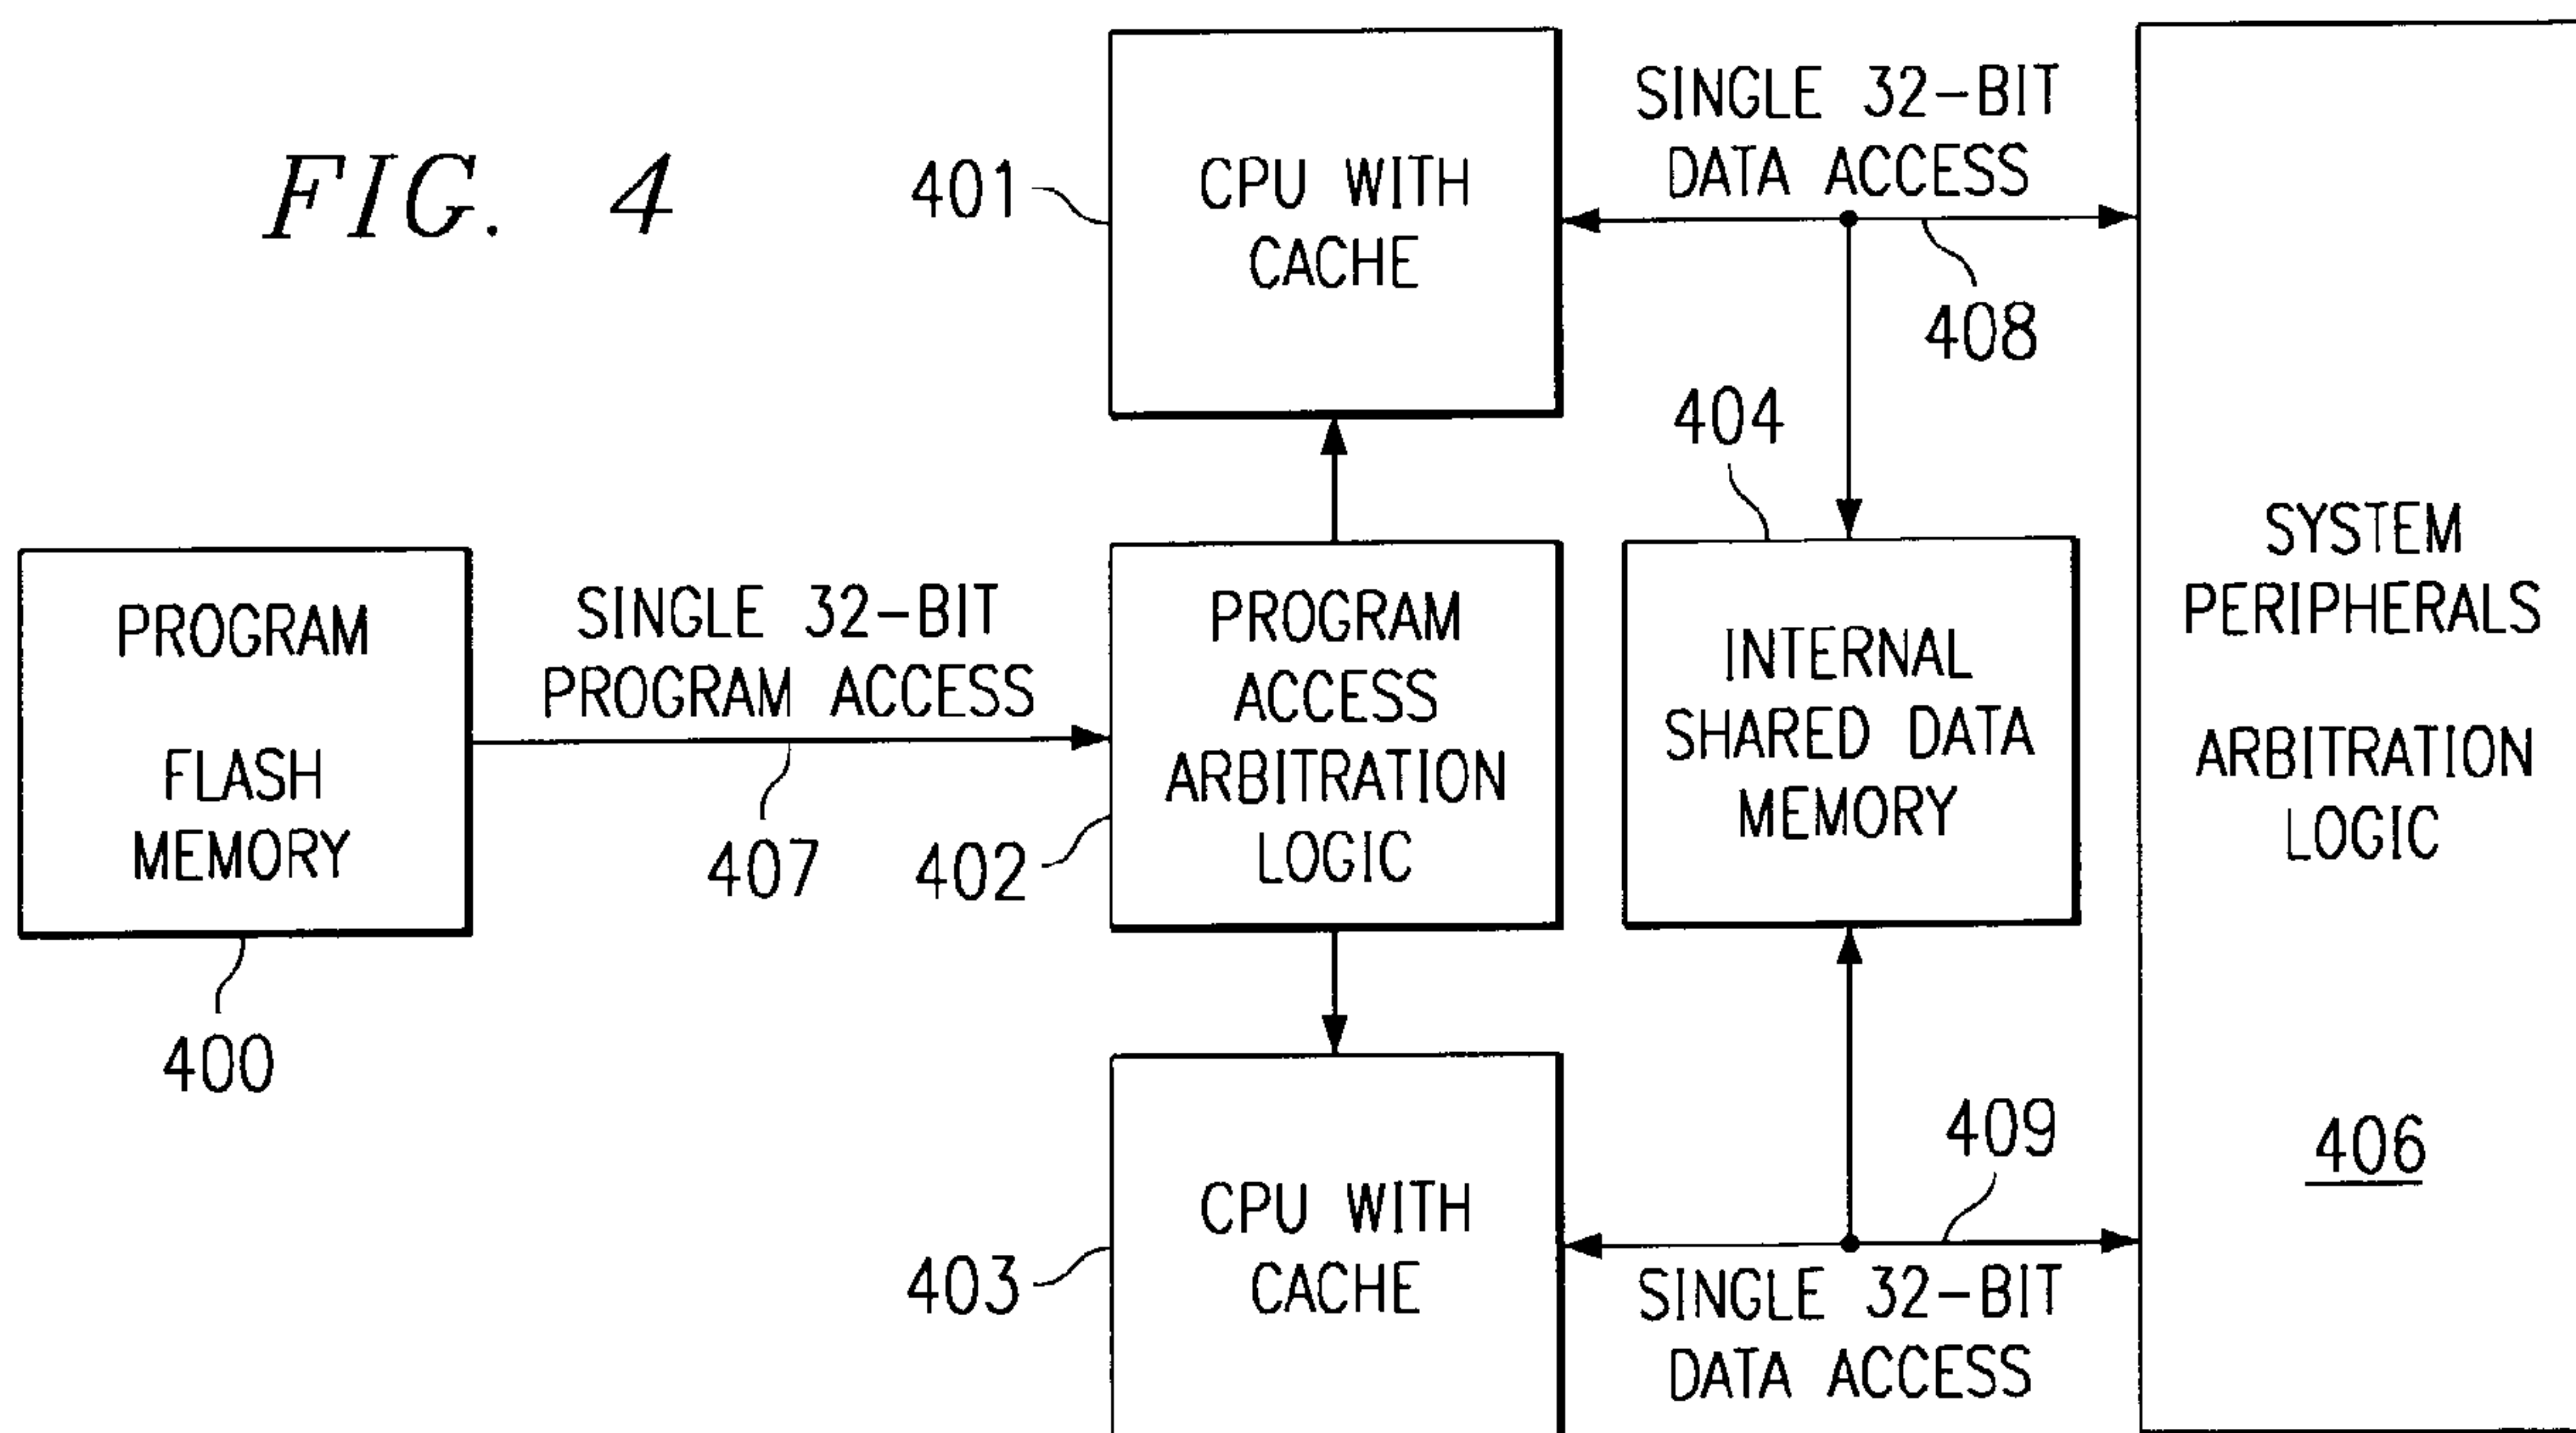 FIG. 4
401
CPU WITH
CACHE
SINGLE 32-BIT
DATA ACCESS
408
404
PROGRAM
FLASH
MEMORY
400
SINGLE 32-BIT
PROGRAM ACCESS
407
402
PROGRAM
ACCESS
ARBITRATION
LOGIC
INTERNAL
SHARED DATA
MEMORY
SYSTEM
PERIPHERALS
ARBITRATION
LOGIC
406
403
CPU WITH
CACHE
409
SINGLE 32-BIT
DATA ACCESS